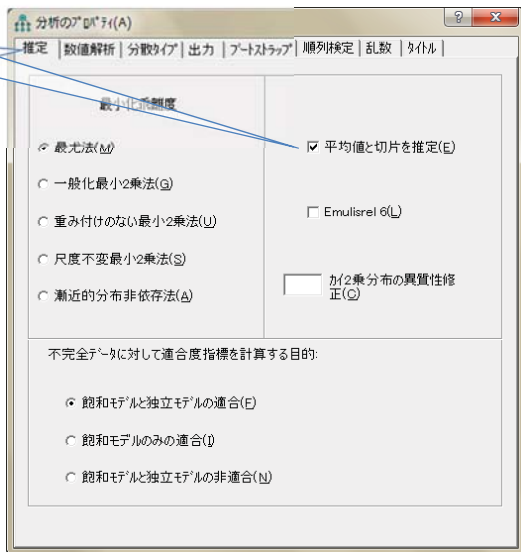 分析のプロパティ(A)
推定 数値解析 分散タイプ 出力 ブートストラップ 順列検定 乱数 タイトル
最小化乖離度
最尤法(M)
平均値と切片を推定(E)
一般化最小2乗法(G)
重み付けのない最小2乗法(U)
Emulisrel 6(L)
尺度不変最小2乗法(S)
漸近的分布非依存法(A)
カイ2乗分布の異質性修
正(C)
不完全データに対して適合度指標を計算する目的:
飽和モデルと独立モデルの適合(F)
飽和モデルのみの適合(I)
飽和モデルと独立モデルの非適合(N)